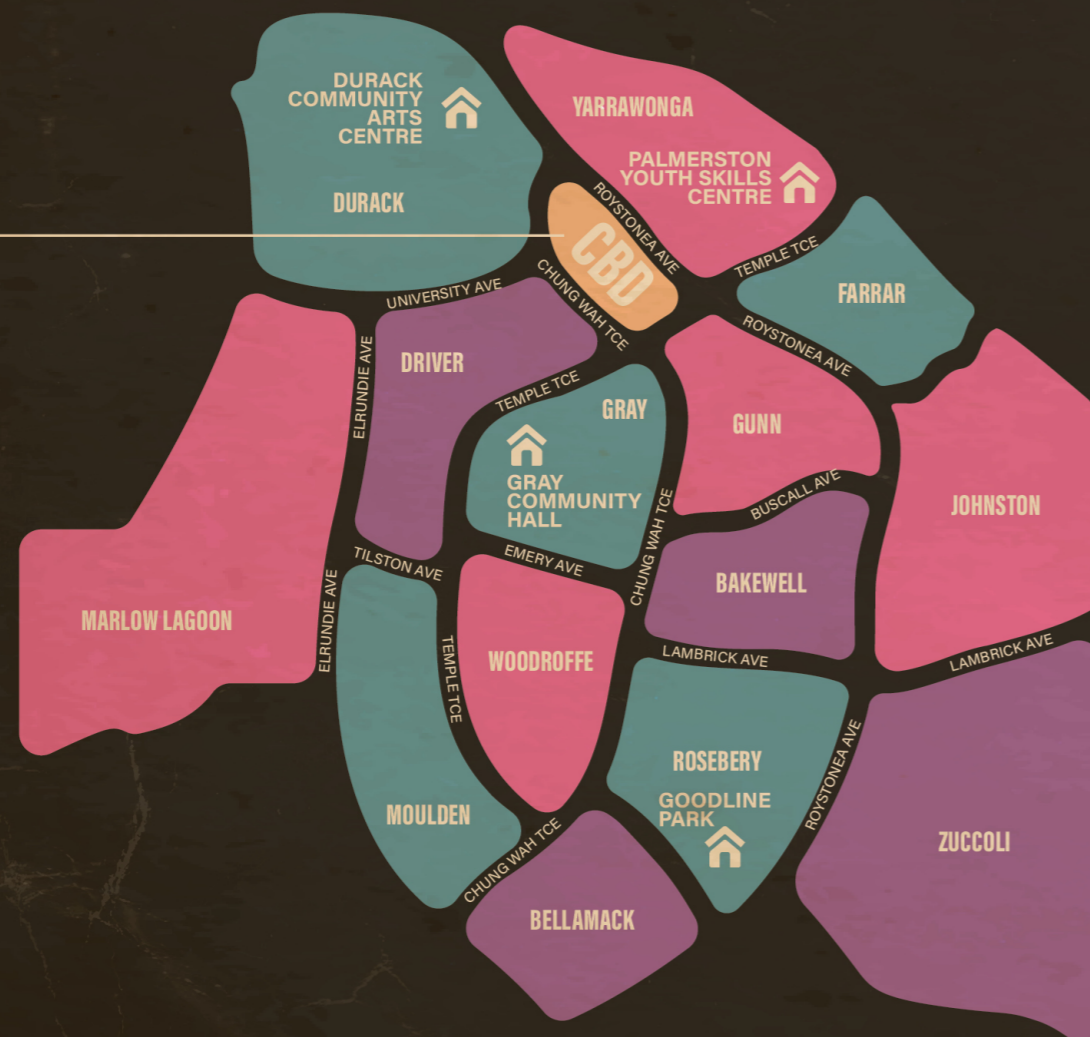 DURACK
COMMUNITY
ARTS
CENTRE
DURACK
YARRAWONGA
PALMERSTON
YOUTH SKILLS
CENTRE
ROYSTONEA AVE
CBD
CHUNG WAH TCE
TEMPLE TCE
FARRAR
UNIVERSITY AVE
ROYSTONEA AVE
ELRUNDIE AVE
DRIVER
TEMPLE TCE
GRAY
GUNN
GRAY
COMMUNITY
HALL
BUSCALL AVE
JOHNSTON
CHUNG WAH TCE
TILSTON AVE
EMERY AVE
BAKEWELL
MARLOW LAGOON
ELRUNDIE AVE
TEMPLE TCE
WOODROFFE
LAMBRICK AVE
LAMBRICK AVE
ROSEBERY
GOODLINE
PARK
ROYSTONEA AVE
MOULDEN
CHUNG WAH TCE
ZUCCOLI
BELLAMACK